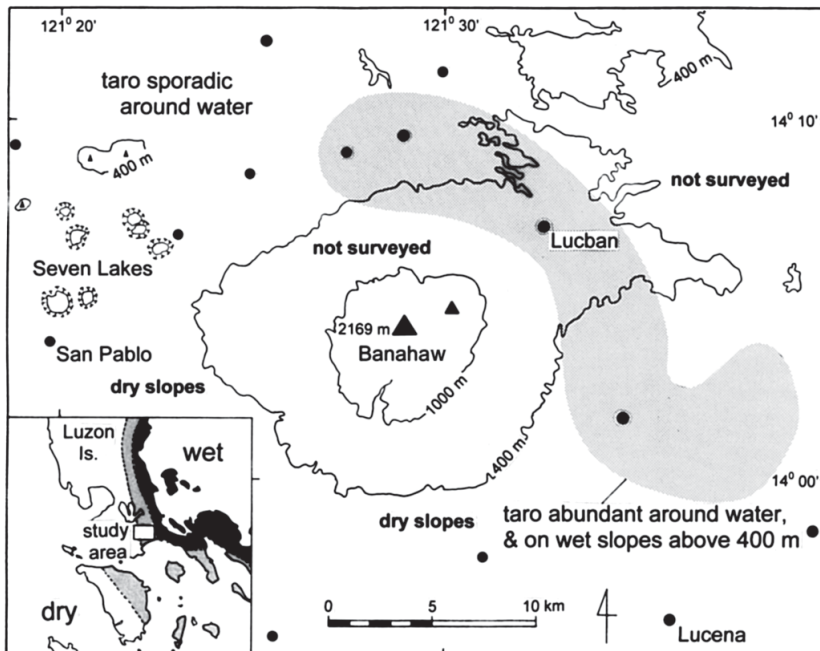 121° 20'
121° 30'
400 m
taro sporadic
around water
14° 10'
400 m
not surveyed
Lucban
not surveyed
Seven Lakes
2169 m
Banahaw
San Pablo
dry slopes
1000 m
400 m
Luzon
Is.
wet
14° 00'
taro abundant around water,
& on wet slopes above 400 m
dry slopes
study
area
dry
0 5 10 km
Lucena